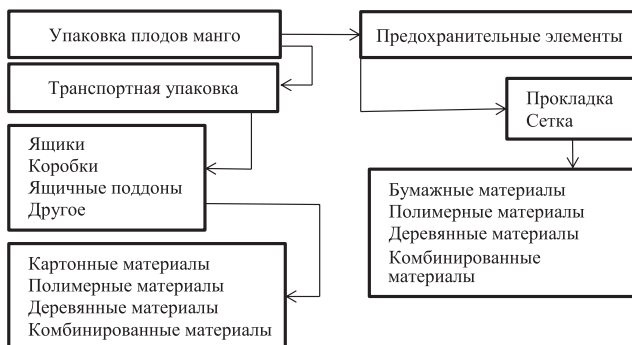 Упаковка плодов манго
Предохранительные элементы
Транспортная упаковка
Прокладка
Сетка
Ящики
Коробки
Ящичные поддоны
Другое
Бумажные материалы
Полимерные материалы
Деревянные материалы
Комбинированные
материалы
Картонные материалы
Полимерные материалы
Деревянные материалы
Комбинированные материалы